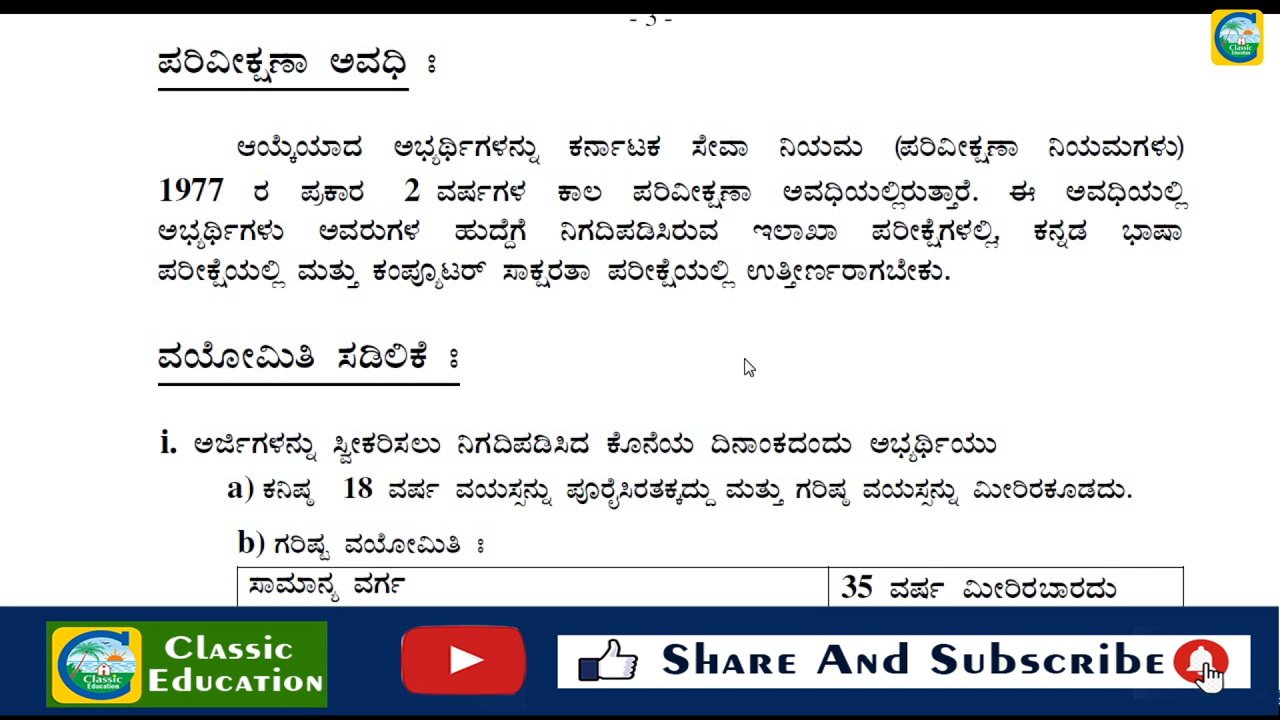 - 3 -
ಪರಿವೀಕ್ಷಣಾ ಅವಧಿ :
ಆಯ್ಕೆಯಾದ ಅಭ್ಯರ್ಥಿಗಳನ್ನು ಕರ್ನಾಟಕ ಸೇವಾ ನಿಯಮ (ಪರಿವೀಕ್ಷಣಾ ನಿಯಮಗಳು)
1977 ರ ಪ್ರಕಾರ 2 ವರ್ಷಗಳ ಕಾಲ ಪರಿವೀಕ್ಷಣಾ ಅವಧಿಯಲ್ಲಿರುತ್ತಾರೆ. ಈ ಅವಧಿಯಲ್ಲಿ
ಅಭ್ಯರ್ಥಿಗಳು ಅವರುಗಳ ಹುದ್ದೆಗೆ ನಿಗದಿಪಡಿಸಿರುವ ಇಲಾಖಾ ಪರೀಕ್ಷೆಗಳಲ್ಲಿ, ಕನ್ನಡ ಭಾಷಾ
ಪರೀಕ್ಷೆಯಲ್ಲಿ ಮತ್ತು ಕಂಪ್ಯೂಟರ್ ಸಾಕ್ಷರತಾ ಪರೀಕ್ಷೆಯಲ್ಲಿ ಉತ್ತೀರ್ಣರಾಗಬೇಕು.
ವಯೋಮಿತಿ ಸಡಿಲಿಕೆ :
i. ಅರ್ಜಿಗಳನ್ನು ಸ್ವೀಕರಿಸಲು ನಿಗದಿಪಡಿಸಿದ ಕೊನೆಯ ದಿನಾಂಕದಂದು ಅಭ್ಯರ್ಥಿಯು
a) ಕನಿಷ್ಠ 18 ವರ್ಷ ವಯಸ್ಸನ್ನು ಪೂರೈಸಿರತಕ್ಕದ್ದು ಮತ್ತು ಗರಿಷ್ಠ ವಯಸ್ಸನ್ನು ಮೀರಿರಕೂಡದು.
b) ಗರಿಷ್ಟ ವಯೋಮಿತಿ :
ಸಾಮಾನ್ಯ ವರ್ಗ 35 ವರ್ಷ ಮೀರಿರಬಾರದು
Classic Education
Classic
Education
Classic Education
Share And Subscribe